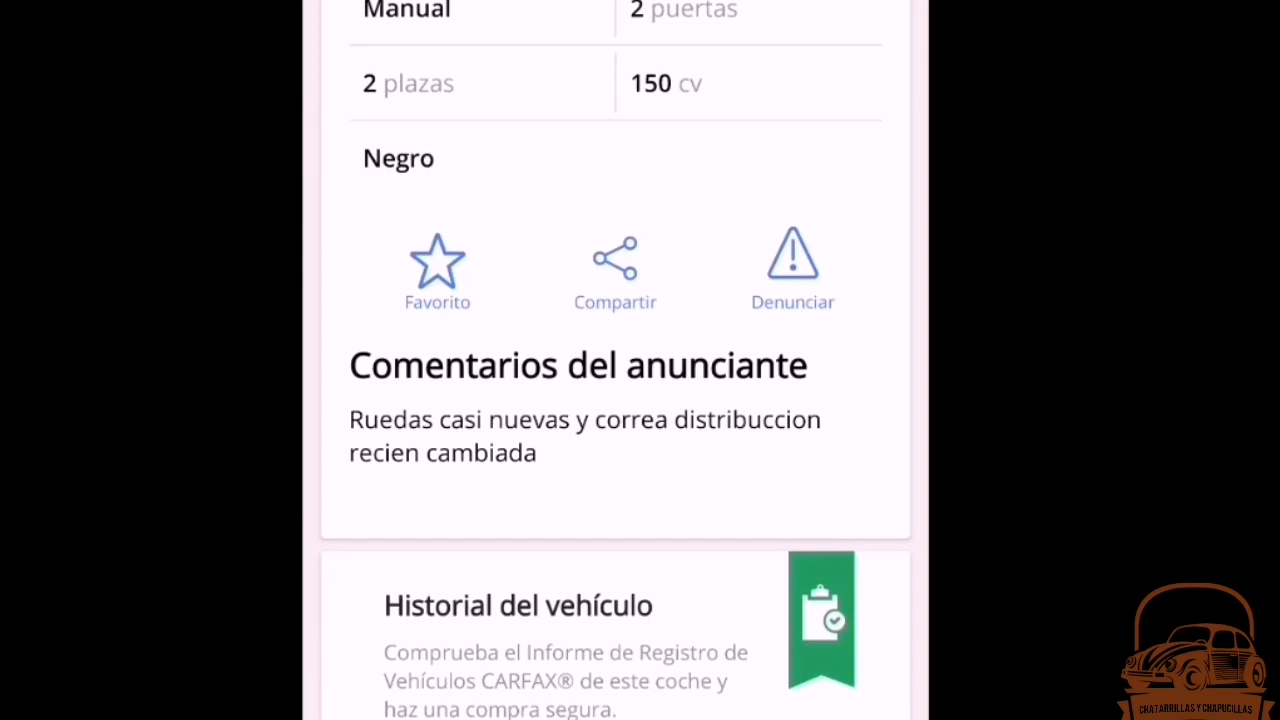 Manual
2 puertas
2 plazas
150 cv
Negro
Favorito
Compartir
Denunciar
Comentarios del anunciante
Ruedas casi nuevas y correa distribuccion
recien cambiada
Historial del vehículo
Comprueba el Informe de Registro de
Vehículos CARFAX® de este coche y
haz una compra segura.
CHATARRILLAS Y CHAPUCILLAS